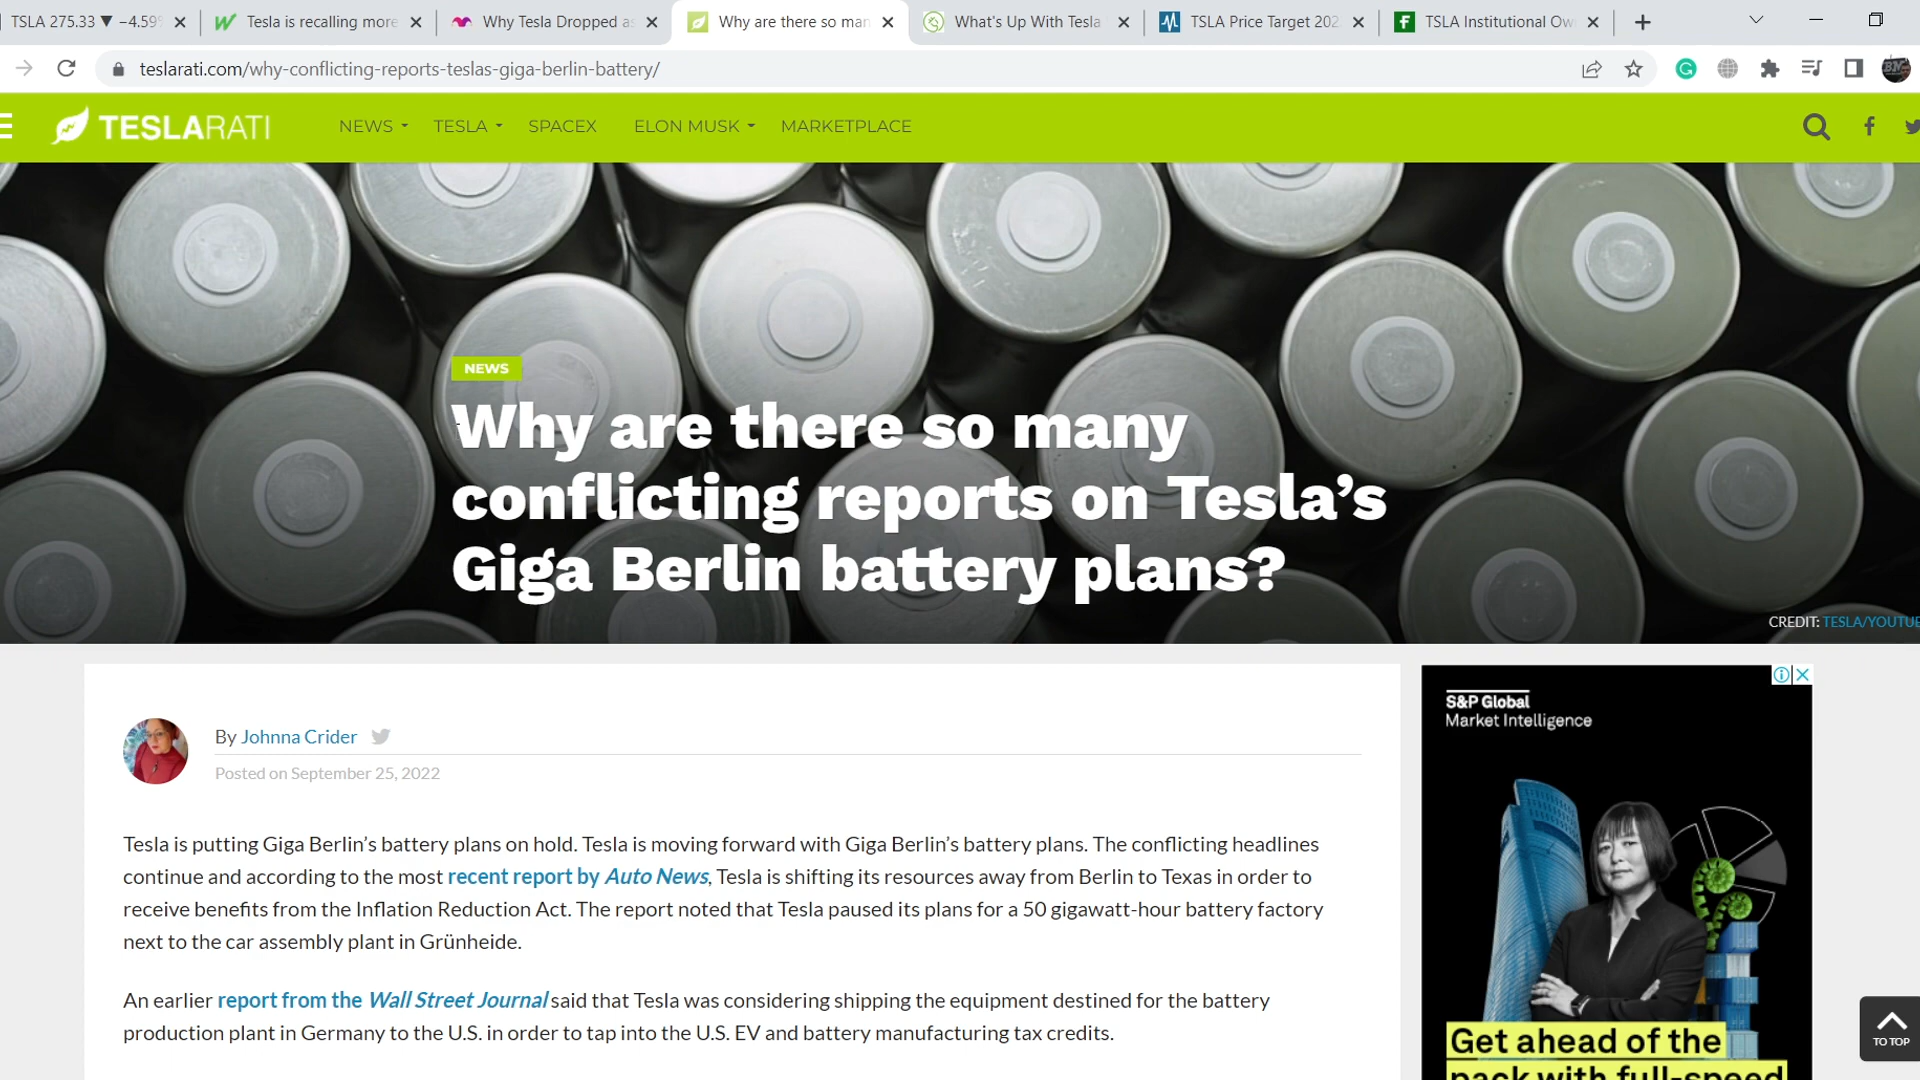 TSLA 275.33 ▼ −4.59%
Tesla is recalling more
Why Tesla Dropped as
Why are there so man
What's Up With Tesla
TSLA Price Target 202
TSLA Institutional Ow
teslarati.com/why-conflicting-reports-teslas-giga-berlin-battery/
TESLARATI
NEWS
TESLA
SPACEX
ELON MUSK
MARKETPLACE
NEWS
Why are there so many
conflicting reports on Tesla’s
Giga Berlin battery plans?
CREDIT: TESLA/YOUTUBE
By Johnna Crider
Posted on September 25, 2022
Tesla is putting Giga Berlin’s battery plans on hold. Tesla is moving forward with Giga Berlin’s battery plans. The conflicting headlines
continue and according to the most recent report by Auto News, Tesla is shifting its resources away from Berlin to Texas in order to
receive benefits from the Inflation Reduction Act. The report noted that Tesla paused its plans for a 50 gigawatt-hour battery factory
next to the car assembly plant in Grünheide.
An earlier report from the Wall Street Journal said that Tesla was considering shipping the equipment destined for the battery
production plant in Germany to the U.S. in order to tap into the U.S. EV and battery manufacturing tax credits.
S&P Global
Market Intelligence
Get ahead of the
pack with full-speed
TO TOP